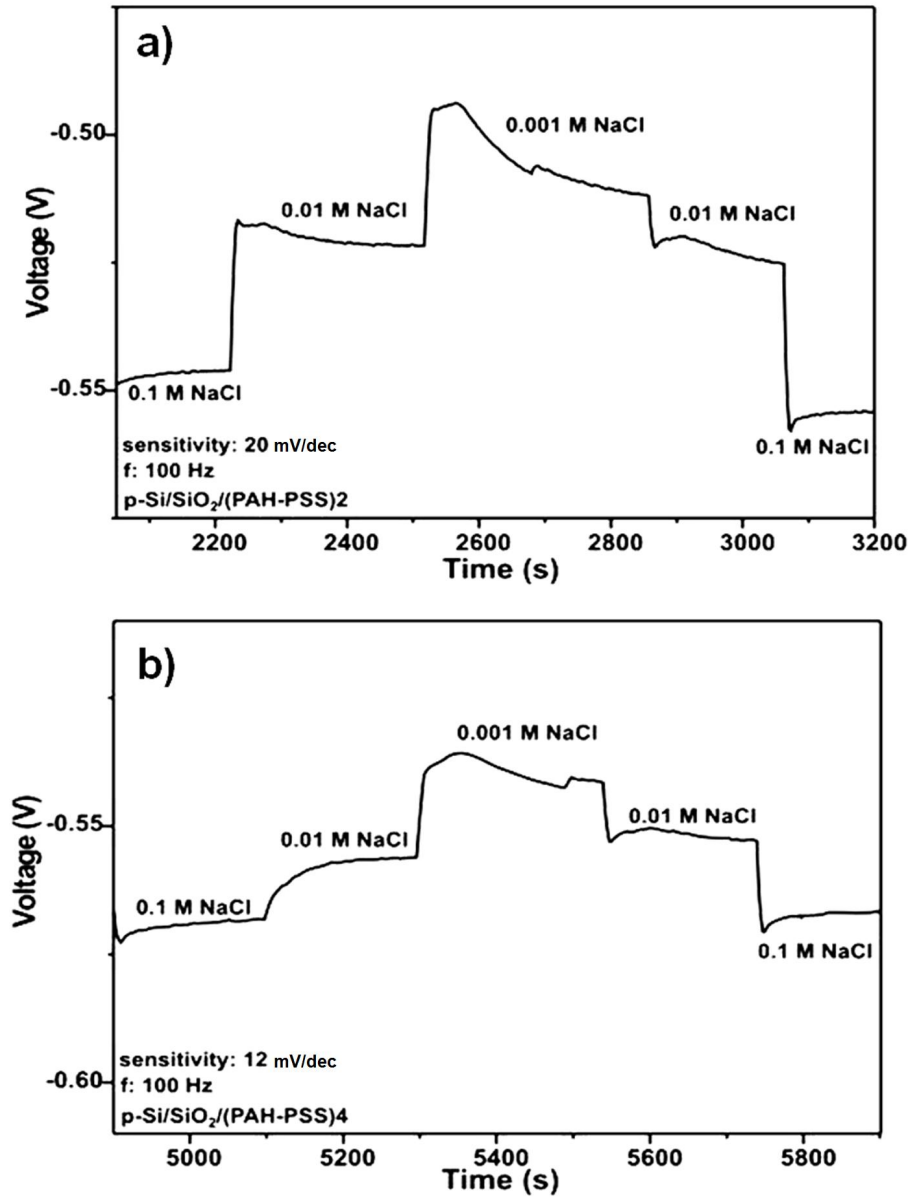 a)
0.001 M NaCl
-0.50
0.01 M NaCl
0.01 M NaCl
Voltage (V)
-0.55
0.1 M NaCl
0.1 M NaCl
sensitivity: 20 mV/dec
f: 100 Hz
p-Si/SiO₂/(PAH-PSS)2
2200 2400 2600 2800 3000 3200
Time (s)
b)
0.001 M NaCl
-0.55
0.01 M NaCl
0.01 M NaCl
Voltage (V)
0.1 M NaCl
0.1 M NaCl
sensitivity: 12 mV/dec
-0.60
f: 100 Hz
p-Si/SiO₂/(PAH-PSS)4
5000 5200 5400 5600 5800
Time (s)